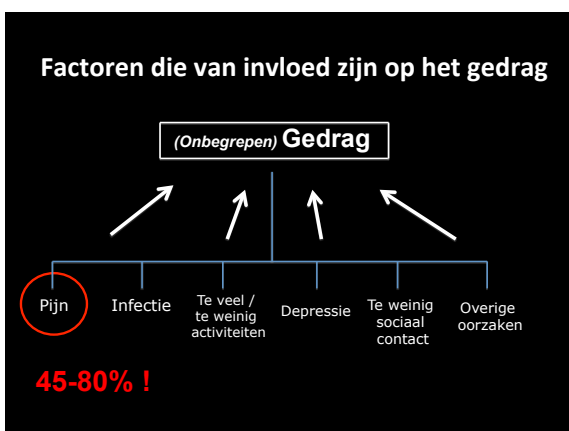 Factoren die van invloed zijn op het gedrag
(Onbegrepen) Gedrag
Pijn
Infectie
Te veel /
te weinig
activiteiten
Depressie
Te weinig
sociaal
contact
Overige
oorzaken
45-80% !